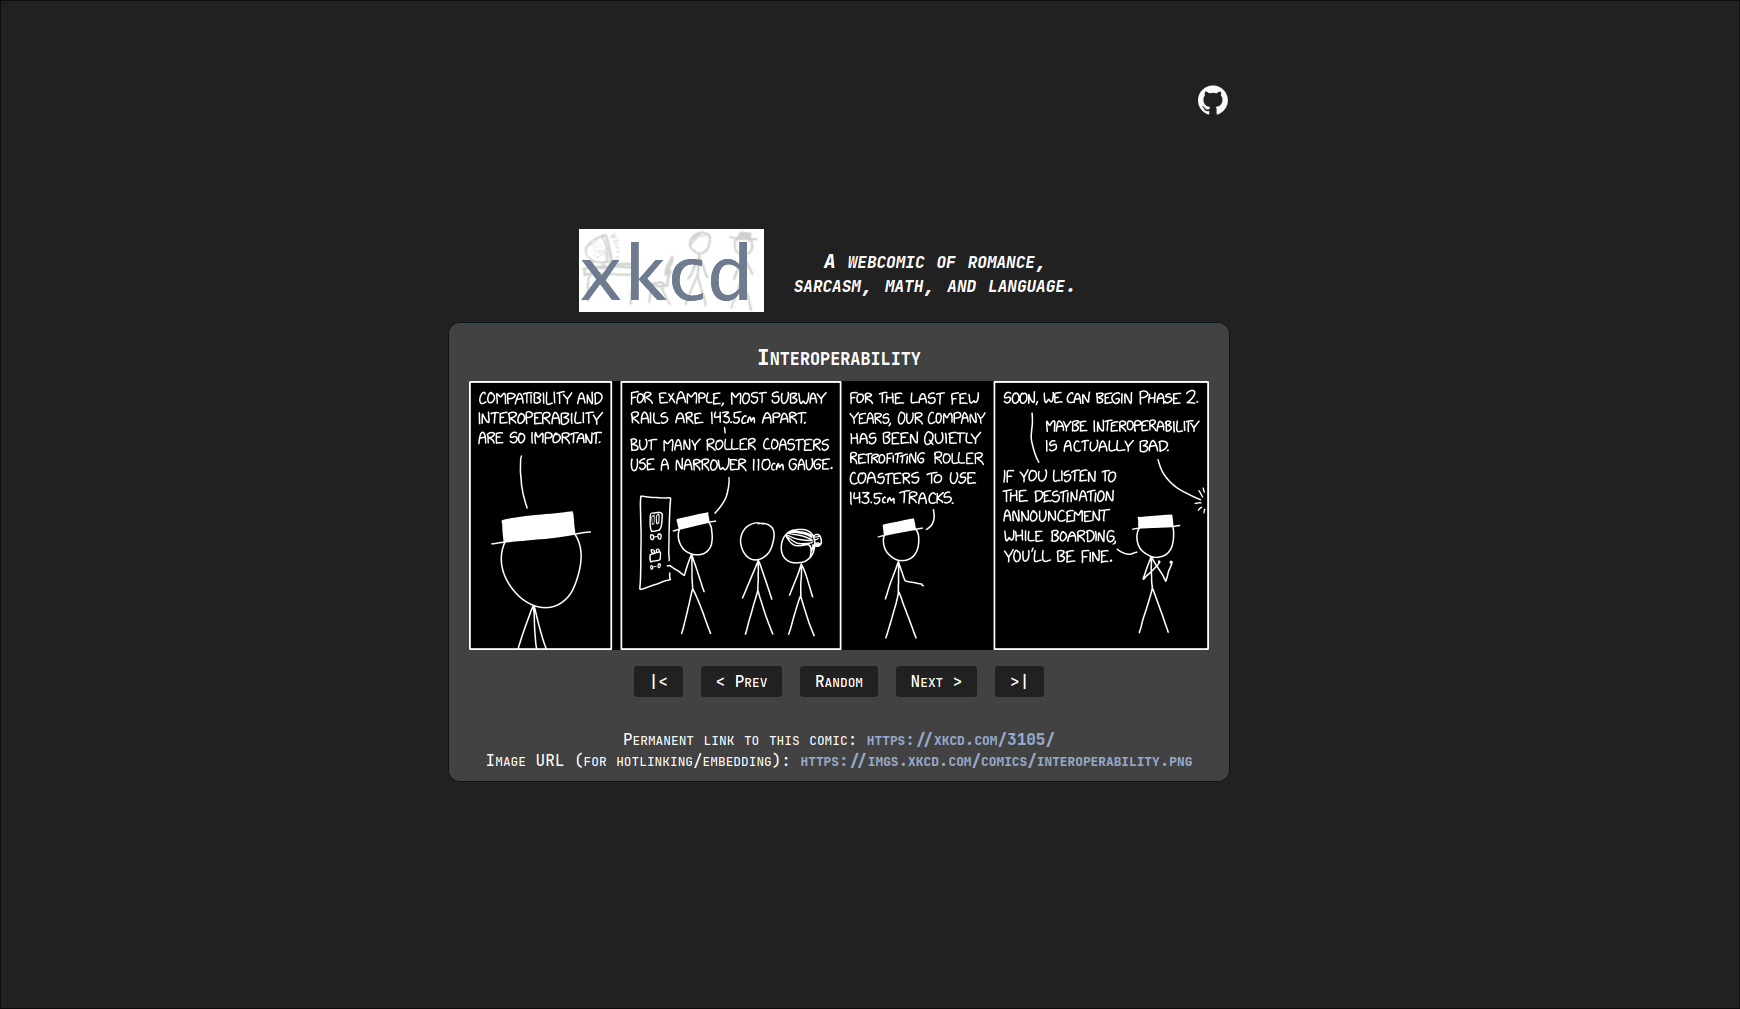 xkcd
A webcomic of romance,
sarcasm, math, and language.
Interoperability
COMPATIBILITY AND
INTEROPERABILITY
ARE SO IMPORTANT.
FOR EXAMPLE, MOST SUBWAY
RAILS ARE 143.5cm APART.
BUT MANY ROLLER COASTERS
USE A NARROWER 110cm GAUGE.
FOR THE LAST FEW
YEARS, OUR COMPANY
HAS BEEN QUIETLY
RETROFITTING ROLLER
COASTERS TO USE
143.5cm TRACKS.
SOON, WE CAN BEGIN PHASE 2.
MAYBE INTEROPERABILITY
IS ACTUALLY BAD.
IF YOU LISTEN TO
THE DESTINATION
ANNOUNCEMENT
WHILE BOARDING,
YOU'LL BE FINE.
|< < Prev Random Next > >|
Permanent link to this comic: https://xkcd.com/3105/
Image URL (for hotlinking/embedding): https://imgs.xkcd.com/comics/interoperability.png